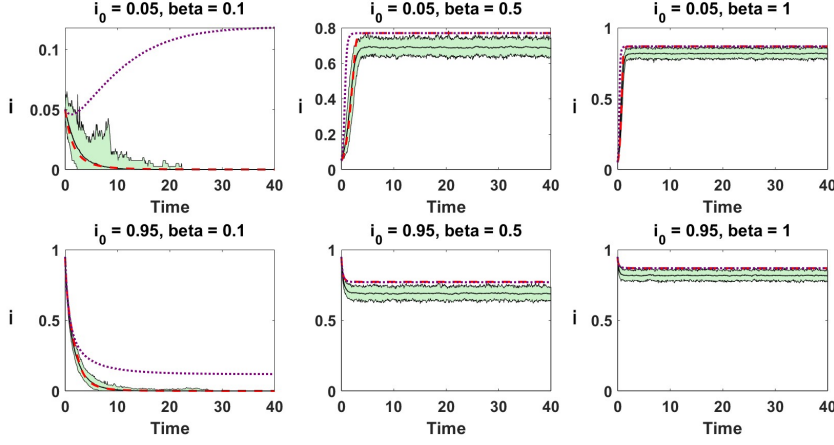 i₀ = 0.05, beta = 0.1
i₀ = 0.05, beta = 0.5
i₀ = 0.05, beta = 1
0.1
0.05
0
i
0 10 20 30 40
Time
0.8
0.6
0.4
0.2
0
i
0 10 20 30 40
Time
1
0.5
0
i
0 10 20 30 40
Time
i₀ = 0.95, beta = 0.1
i₀ = 0.95, beta = 0.5
i₀ = 0.95, beta = 1
1
0.5
0
i
0 10 20 30 40
Time
1
0.5
0
i
0 10 20 30 40
Time
1
0.5
0
i
0 10 20 30 40
Time